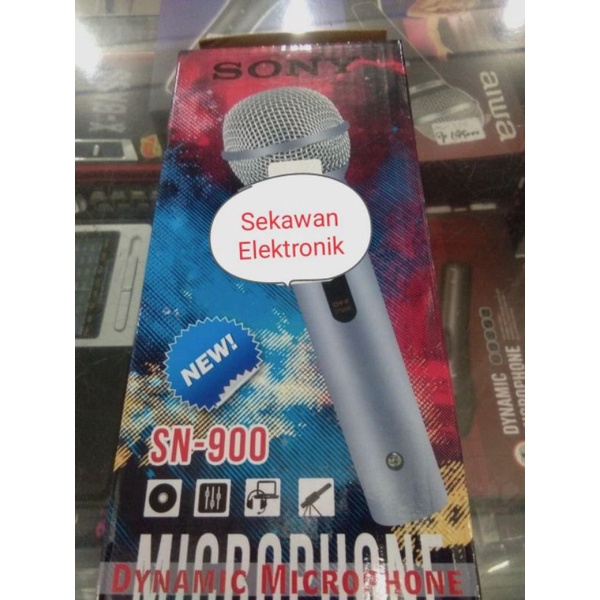 SONY
Sekawan
Elektronik
NEW!
SN-900
MICROPHONE
DYNAMIC MICROPHONE
aiwa
DYNAMIC
MICROPHONE